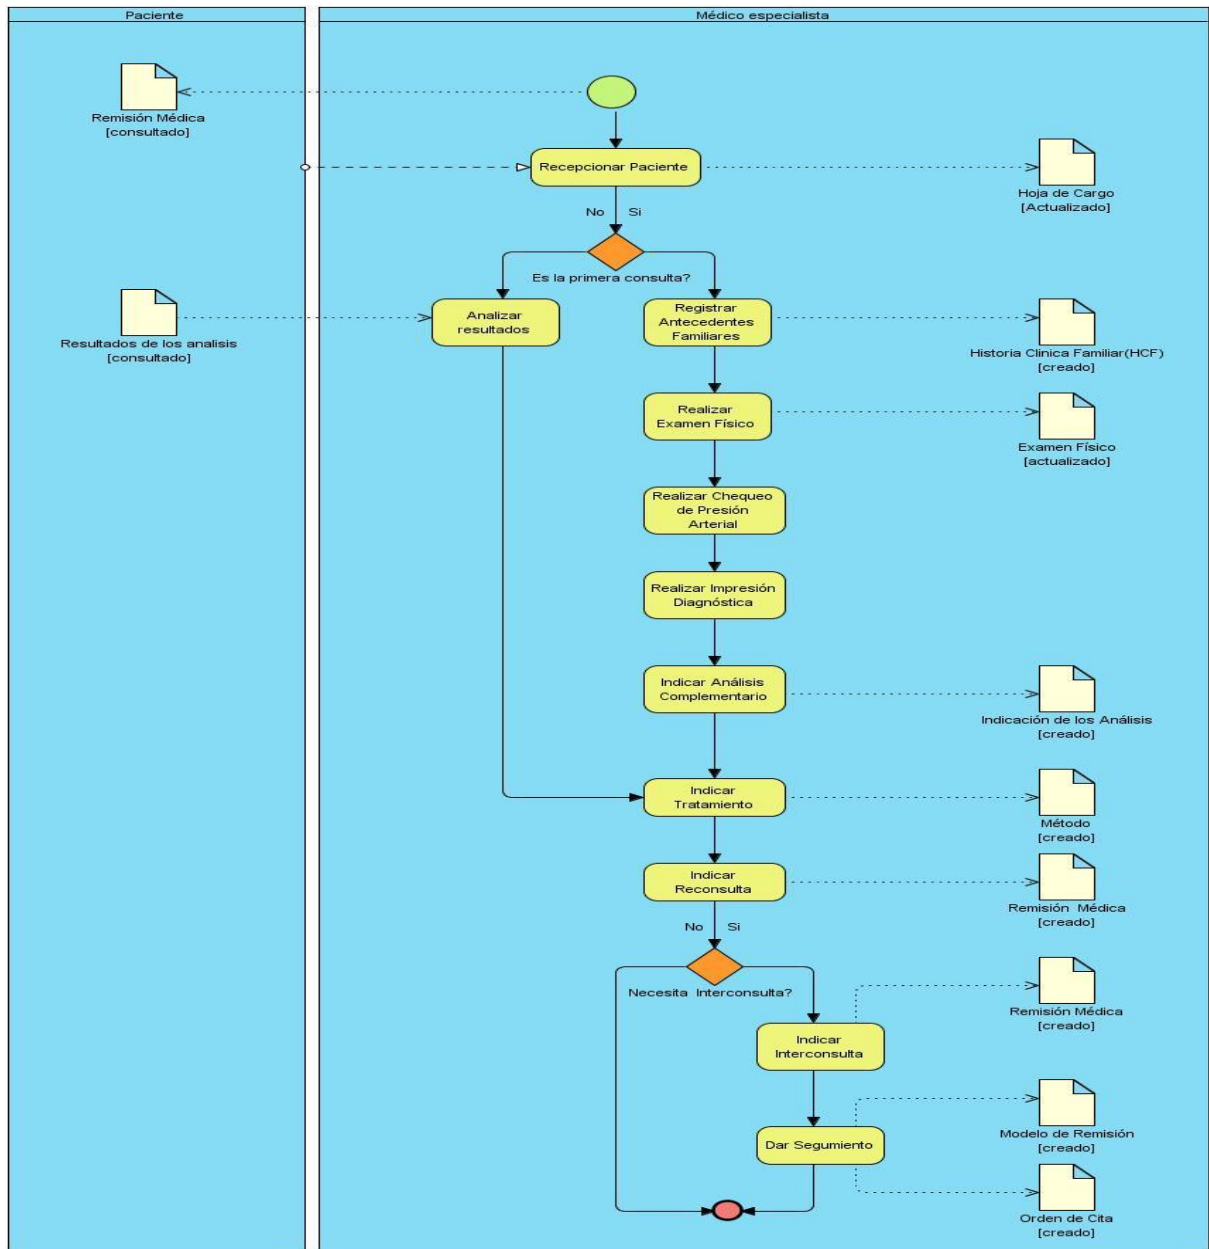 Paciente
Médico especialista
Remisión Médica
[consultado]
Recepcionar Paciente
Hoja de Cargo
[Actualizado]
No
Si
Es la primera consulta?
Analizar
resultados
Registrar
Antecedentes
Familiares
Resultados de los analisis
[consultado]
Historia Clinica Familiar(HCF)
[creado]
Realizar
Examen Físico
Examen Físico
[actualizado]
Realizar Chequeo
de Presión
Arterial
Realizar Impresión
Diagnóstica
Indicar Análisis
Complementario
Indicación de los Análisis
[creado]
Indicar
Tratamiento
Método
[creado]
Indicar
Reconsulta
Remisión Médica
[creado]
No
Si
Necesita Interconsulta?
Remisión Médica
[creado]
Indicar
Interconsulta
Dar Segumiento
Modelo de Remisión
[creado]
Orden de Cita
[creado]